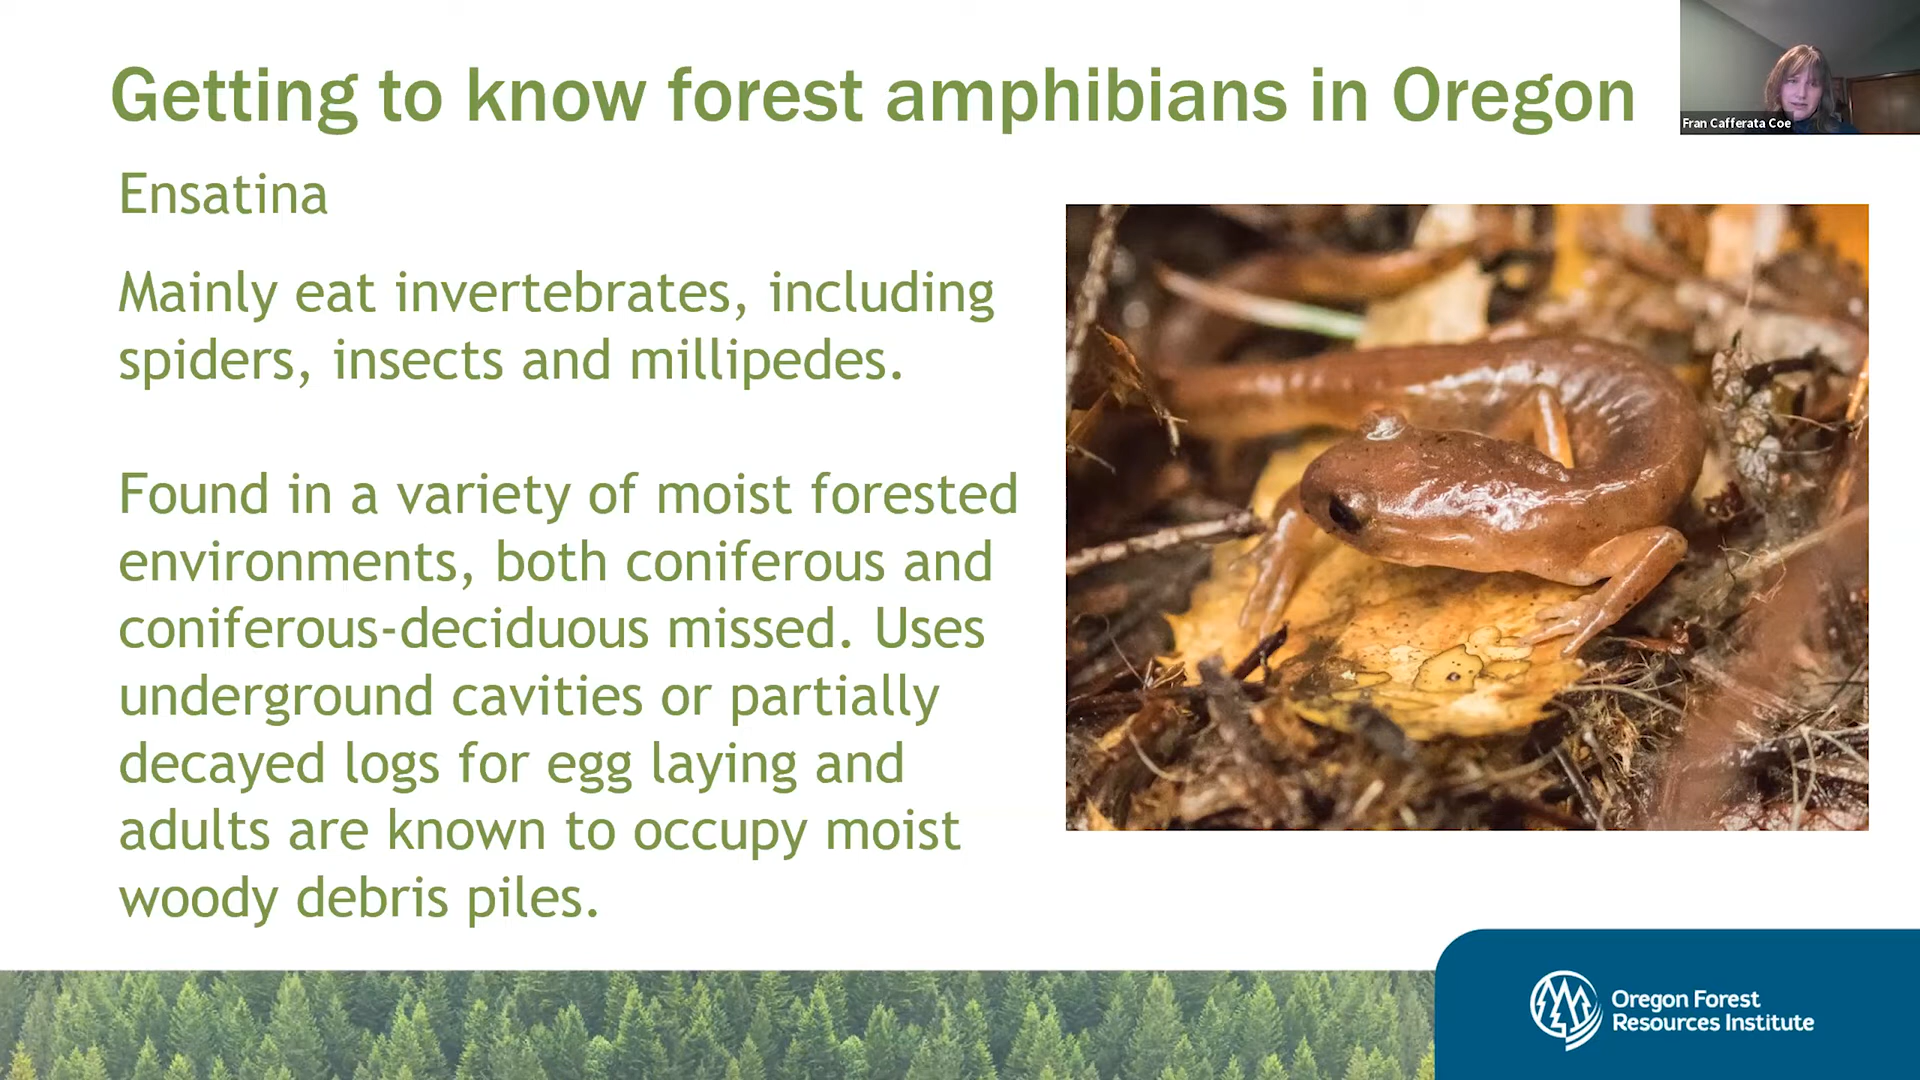 Getting to know forest amphibians in Oregon
Fran Cafferata Coe
Ensatina
Mainly eat invertebrates, including
spiders, insects and millipedes.
Found in a variety of moist forested
environments, both coniferous and
coniferous-deciduous missed. Uses
underground cavities or partially
decayed logs for egg laying and
adults are known to occupy moist
woody debris piles.
Oregon Forest
Resources Institute